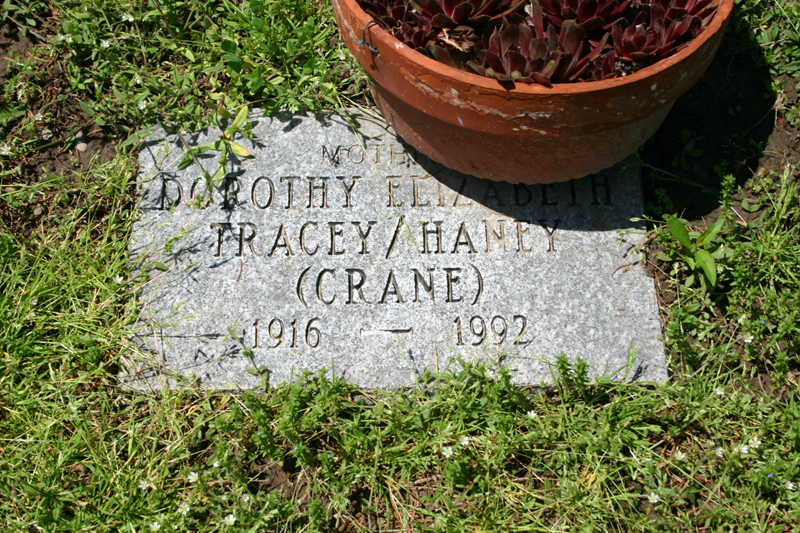 MOTHER
DOROTHY ELIZABETH
TRACEY/HANEY
(CRANE)
1916 — 1992